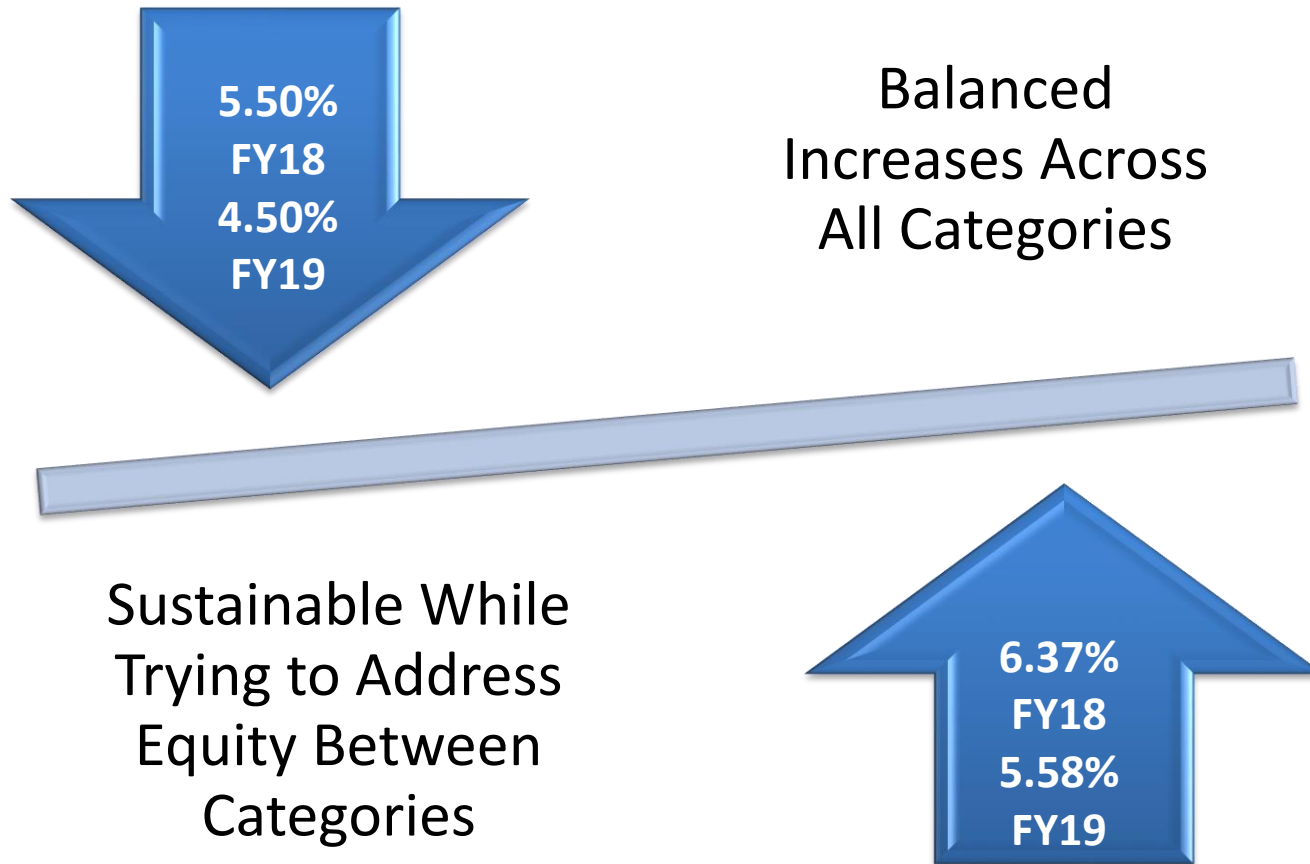 5.50%
FY18
4.50%
FY19
Balanced
Increases Across
All Categories
Sustainable While
Trying to Address
Equity Between
Categories
6.37%
FY18
5.58%
FY19